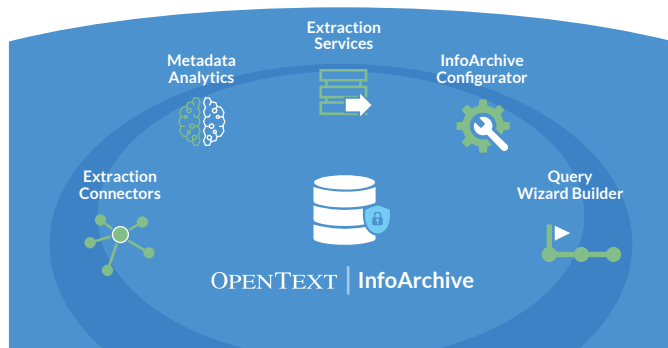 Extraction
Services
Metadata
Analytics
InfoArchive
Configurator
Extraction
Connectors
Query
Wizard Builder
OPENTEXT | InfoArchive